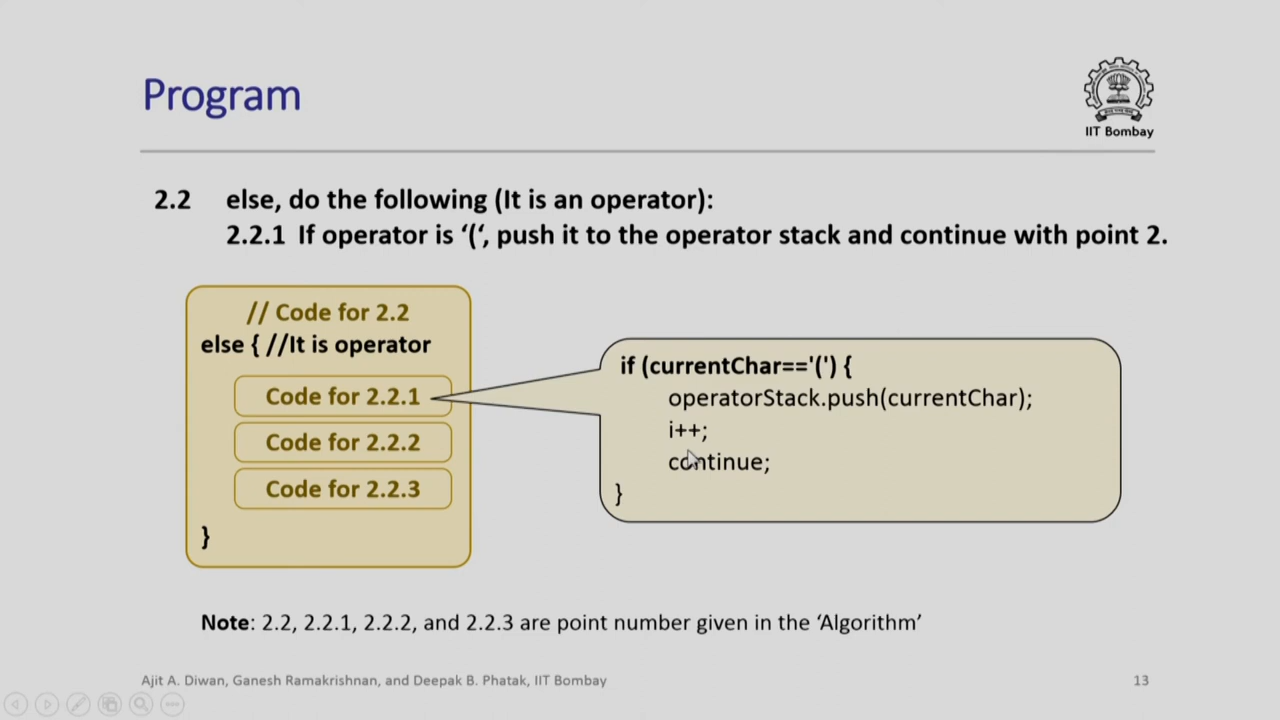 Program
IIT Bombay
2.2 else, do the following (It is an operator):
2.2.1 If operator is ‘(‘, push it to the operator stack and continue with point 2.
// Code for 2.2
else { //It is operator
Code for 2.2.1
Code for 2.2.2
Code for 2.2.3
}
if (currentChar=='(') {
operatorStack.push(currentChar);
i++;
continue;
}
Note: 2.2, 2.2.1, 2.2.2, and 2.2.3 are point number given in the ‘Algorithm’
Ajit A. Diwan, Ganesh Ramakrishnan, and Deepak B. Phatak, IIT Bombay
13